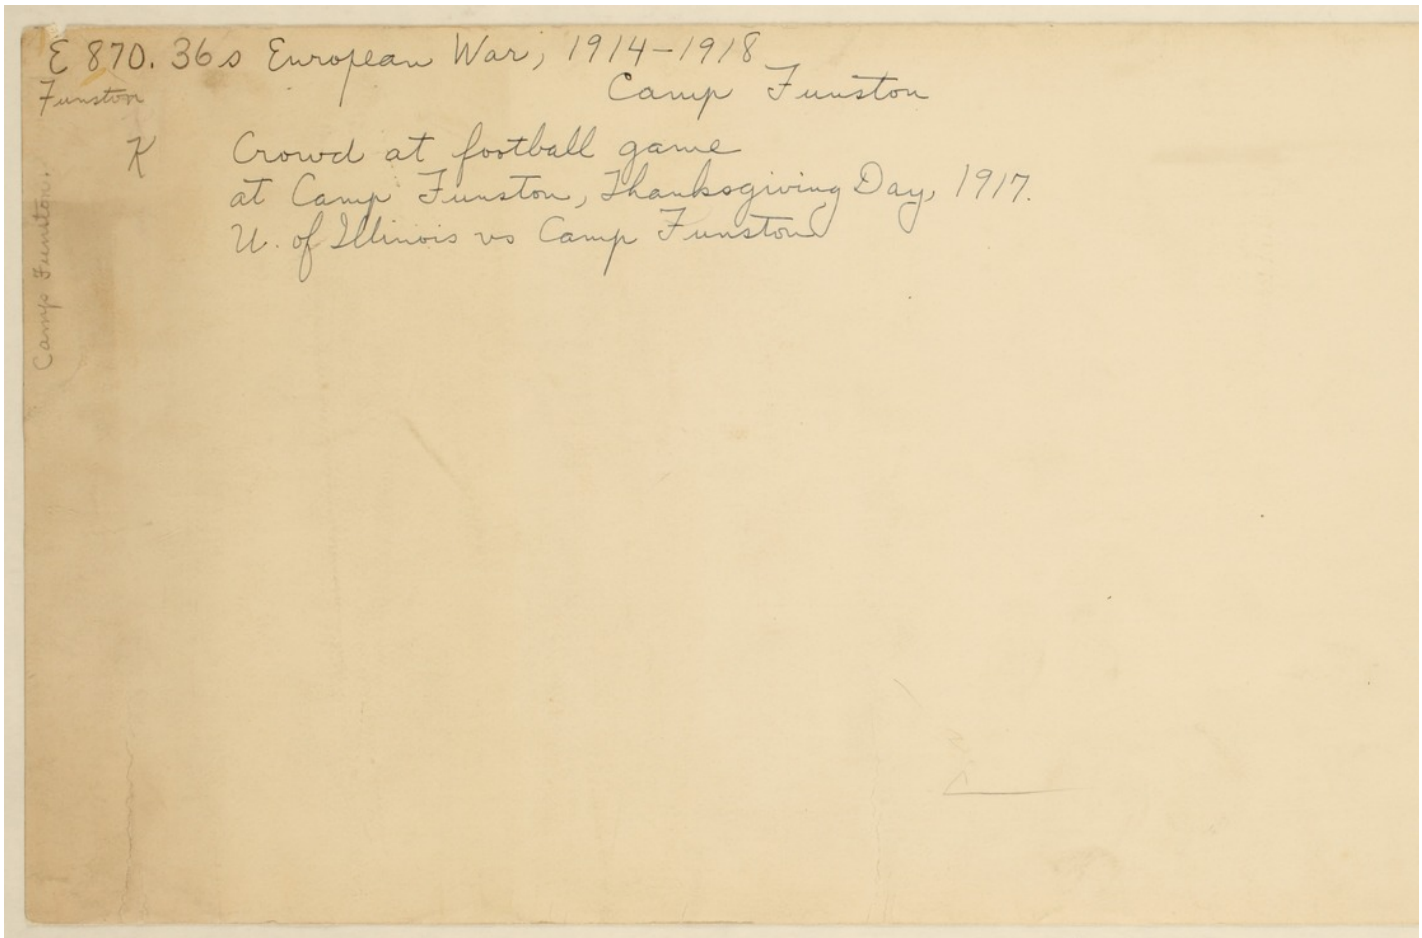 E 870.36s European War, 1914-1918
Funston
Camp Funston
K Crowd at football game
at Camp Funston, Thanksgiving Day, 1917.
U. of Illinois vs Camp Funston
Camp Funston.